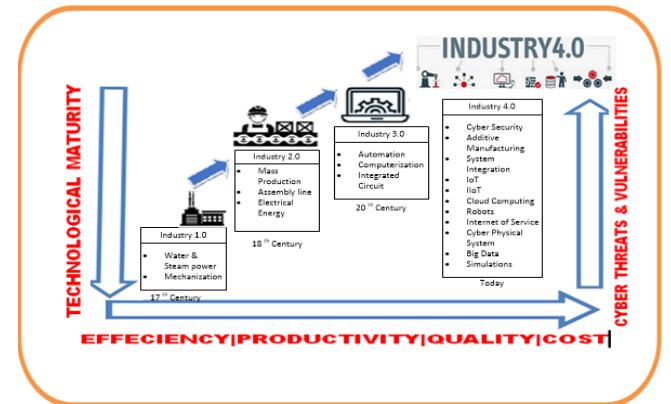 INDUSTRY4.0
TECHNOLOGICAL MATURITY
CYBER THREATS & VULNERABILITIES
Industry 1.0
Water &
Steam power
Mechanization
17 th Century
Industry 2.0
Mass
Production
Assembly line
Electrical
Energy
18 th Century
Industry 3.0
Automation
Computerization
Integrated
Circuit
20 th Century
Industry 4.0
Cyber Security
Additive
Manufacturing
System
Integration
IoT
IIoT
Cloud Computing
Robots
Internet of Service
Cyber Physical
System
Big Data
Simulations
Today
EFFECIENCY|PRODUCTIVITY|QUALITY|COST